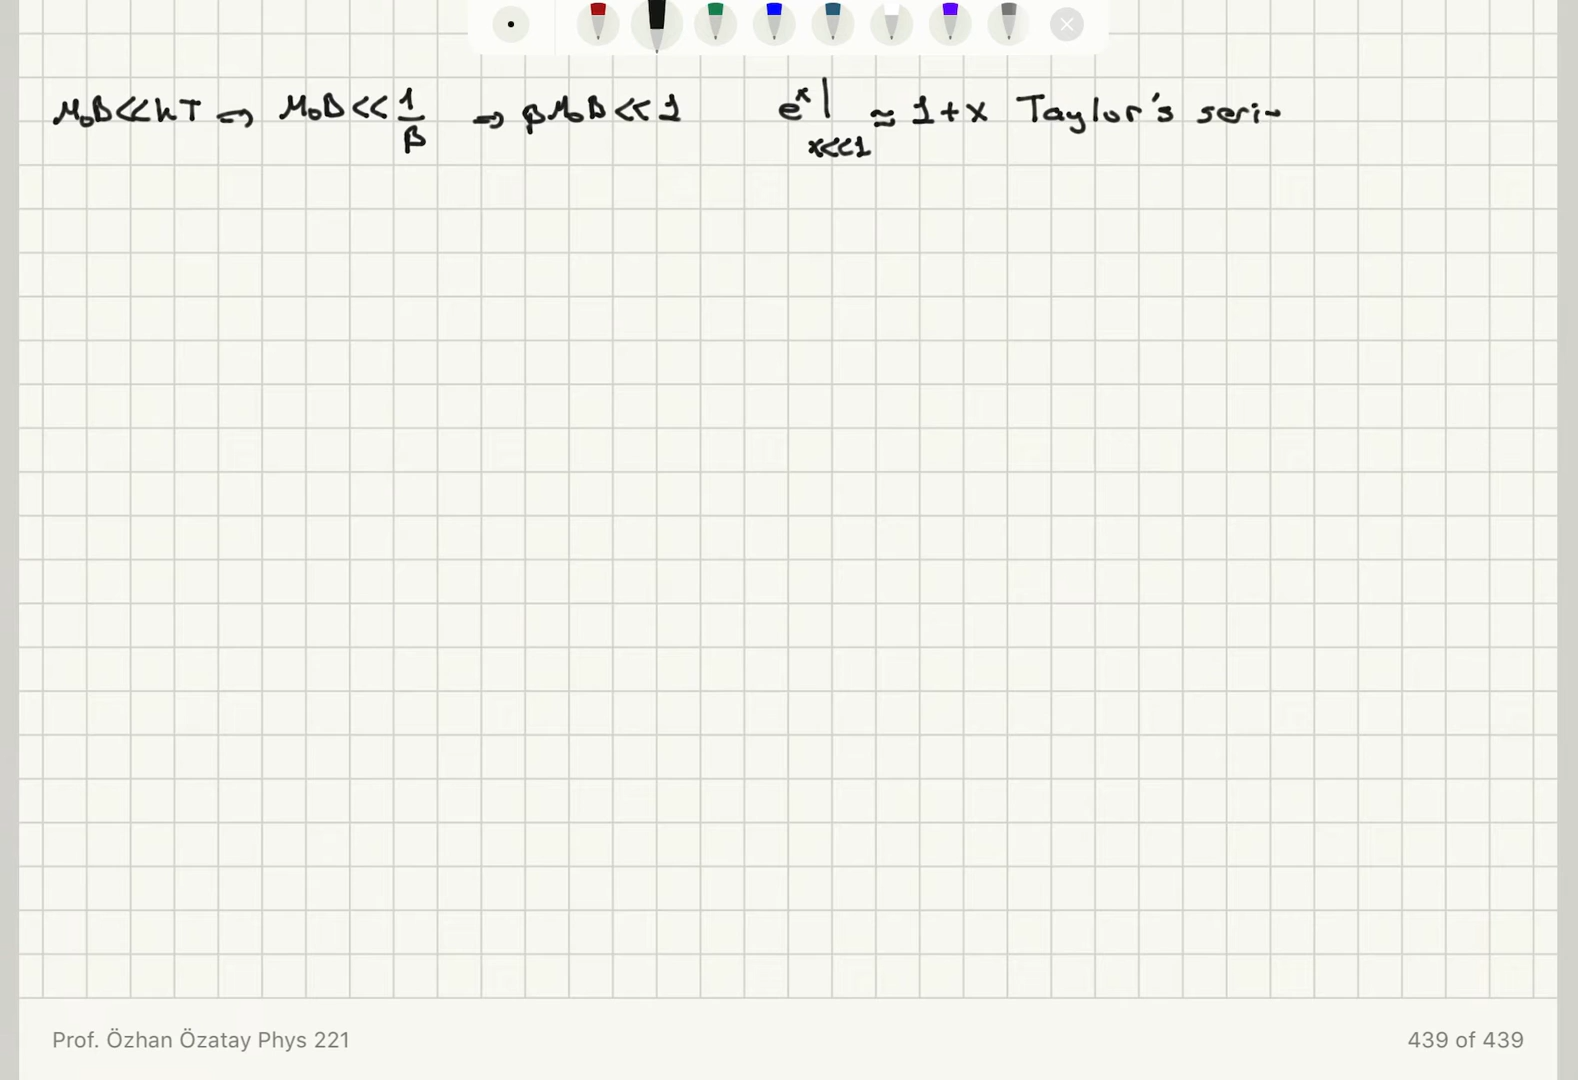 μ₀B<<kT ⇒ μ₀B<<1/β ⇒ βμ₀B<<1 eˣ|x<<1 ≈ 1+x Taylor's seri
Prof. Özhan Özatay Phys 221
439 of 439